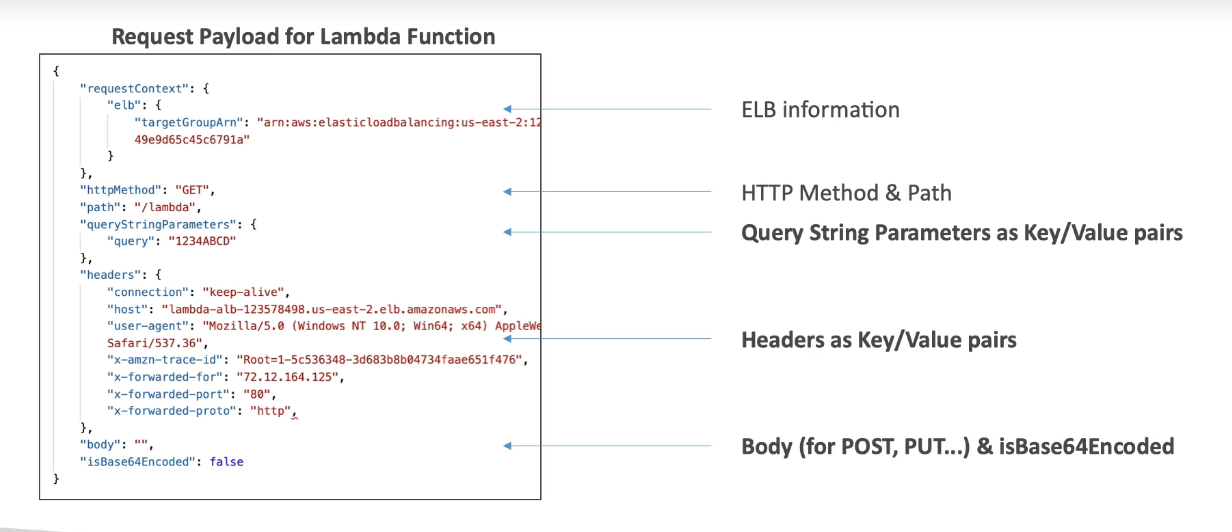 Request Payload for Lambda Function
{
"requestContext": {
"elb": {
"targetGroupArn": "arn:aws:elasticloadbalancing:us-east-2:12
49e9d65c45c6791a"
}
},
"httpMethod": "GET",
"path": "/lambda",
"queryStringParameters": {
"query": "1234ABCD"
},
"headers": {
"connection": "keep-alive",
"host": "lambda-alb-123578498.us-east-2.elb.amazonaws.com",
"user-agent": "Mozilla/5.0 (Windows NT 10.0; Win64; x64) AppleWe
Safari/537.36",
"x-amzn-trace-id": "Root=1-5c536348-3d683b8b04734faae651f476",
"x-forwarded-for": "72.12.164.125",
"x-forwarded-port": "80",
"x-forwarded-proto": "http",
},
"body": "",
"isBase64Encoded": false
}
ELB information
HTTP Method & Path
Query String Parameters as Key/Value pairs
Headers as Key/Value pairs
Body (for POST, PUT...) & isBase64Encoded